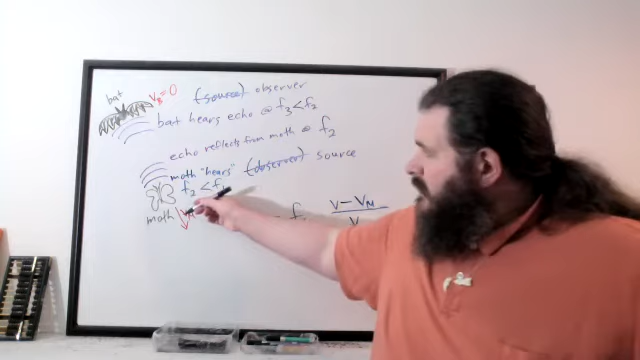 bat v_B=0 (source) observer
bat hears echo @ f₃<f₂
echo reflects from moth @ f₂
moth "hears" (observer) source
f₂ < f₁
moth
v - v_M
v